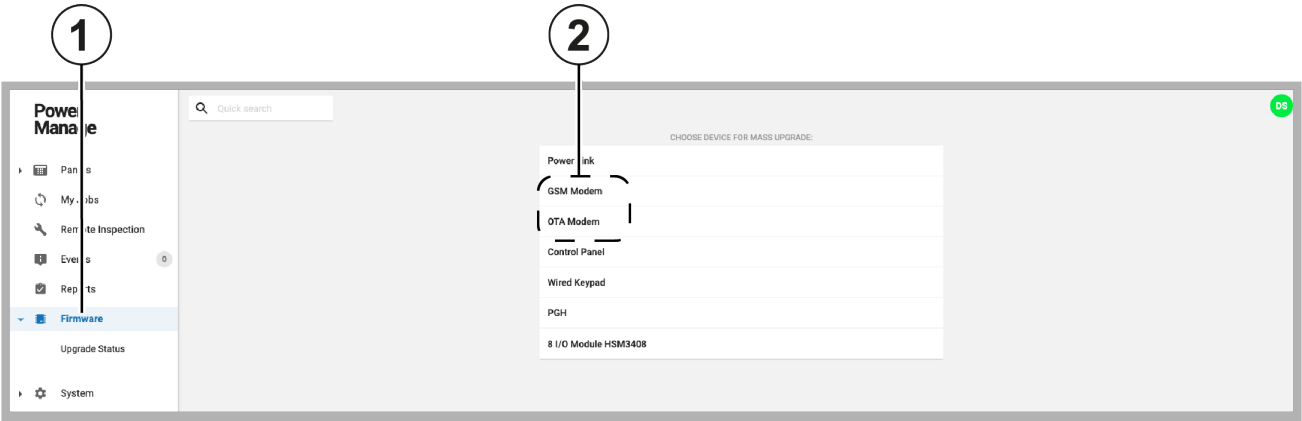 1
2
Power
Manage
Quick search
DS
CHOOSE DEVICE FOR MASS UPGRADE:
Panels
PowerLink
My Jobs
GSM Modem
Remote Inspection
OTA Modem
Events 0
Control Panel
Reports
Wired Keypad
Firmware
PGH
Upgrade Status
8 I/O Module HSM3408
System